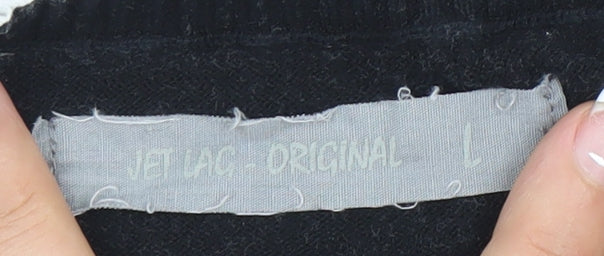 JET LAG - ORIGINAL L